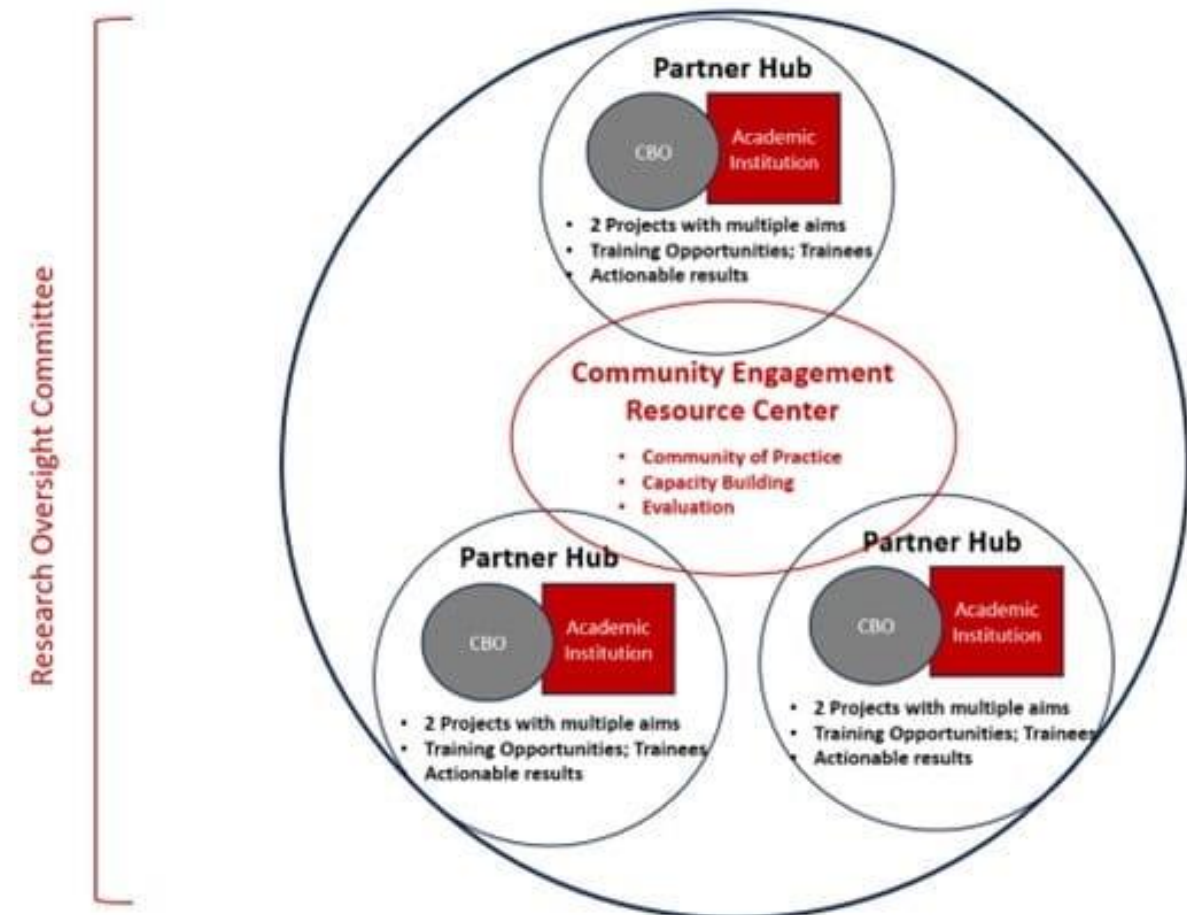 Research Oversight Committee
Partner Hub
CBO
Academic
Institution
• 2 Projects with multiple aims
• Training Opportunities; Trainees
• Actionable results
Community Engagement
Resource Center
• Community of Practice
• Capacity Building
• Evaluation
Partner Hub
CBO
Academic
Institution
• 2 Projects with multiple aims
• Training Opportunities; Trainees
Actionable results
Partner Hub
CBO
Academic
Institution
• 2 Projects with multiple aims
• Training Opportunities; Trainees
• Actionable results